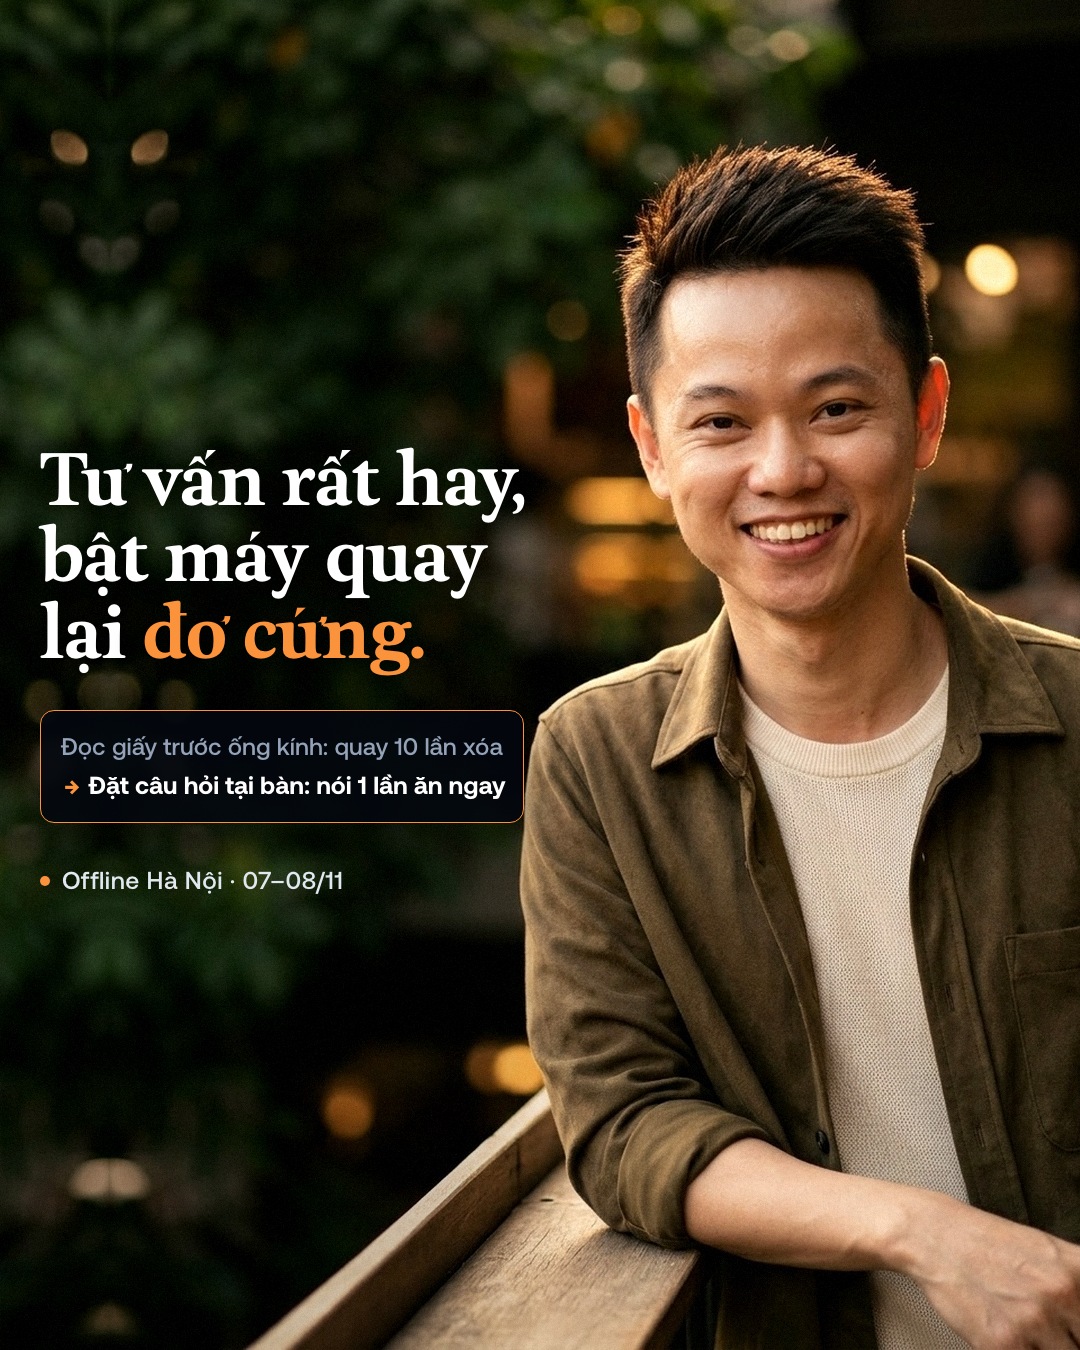 Tư vấn rất hay,
bật máy quay
lại đơ cứng.
Đọc giấy trước ống kính: quay 10 lần xóa
→ Đặt câu hỏi tại bàn: nói 1 lần ăn ngay
• Offline Hà Nội · 07–08/11